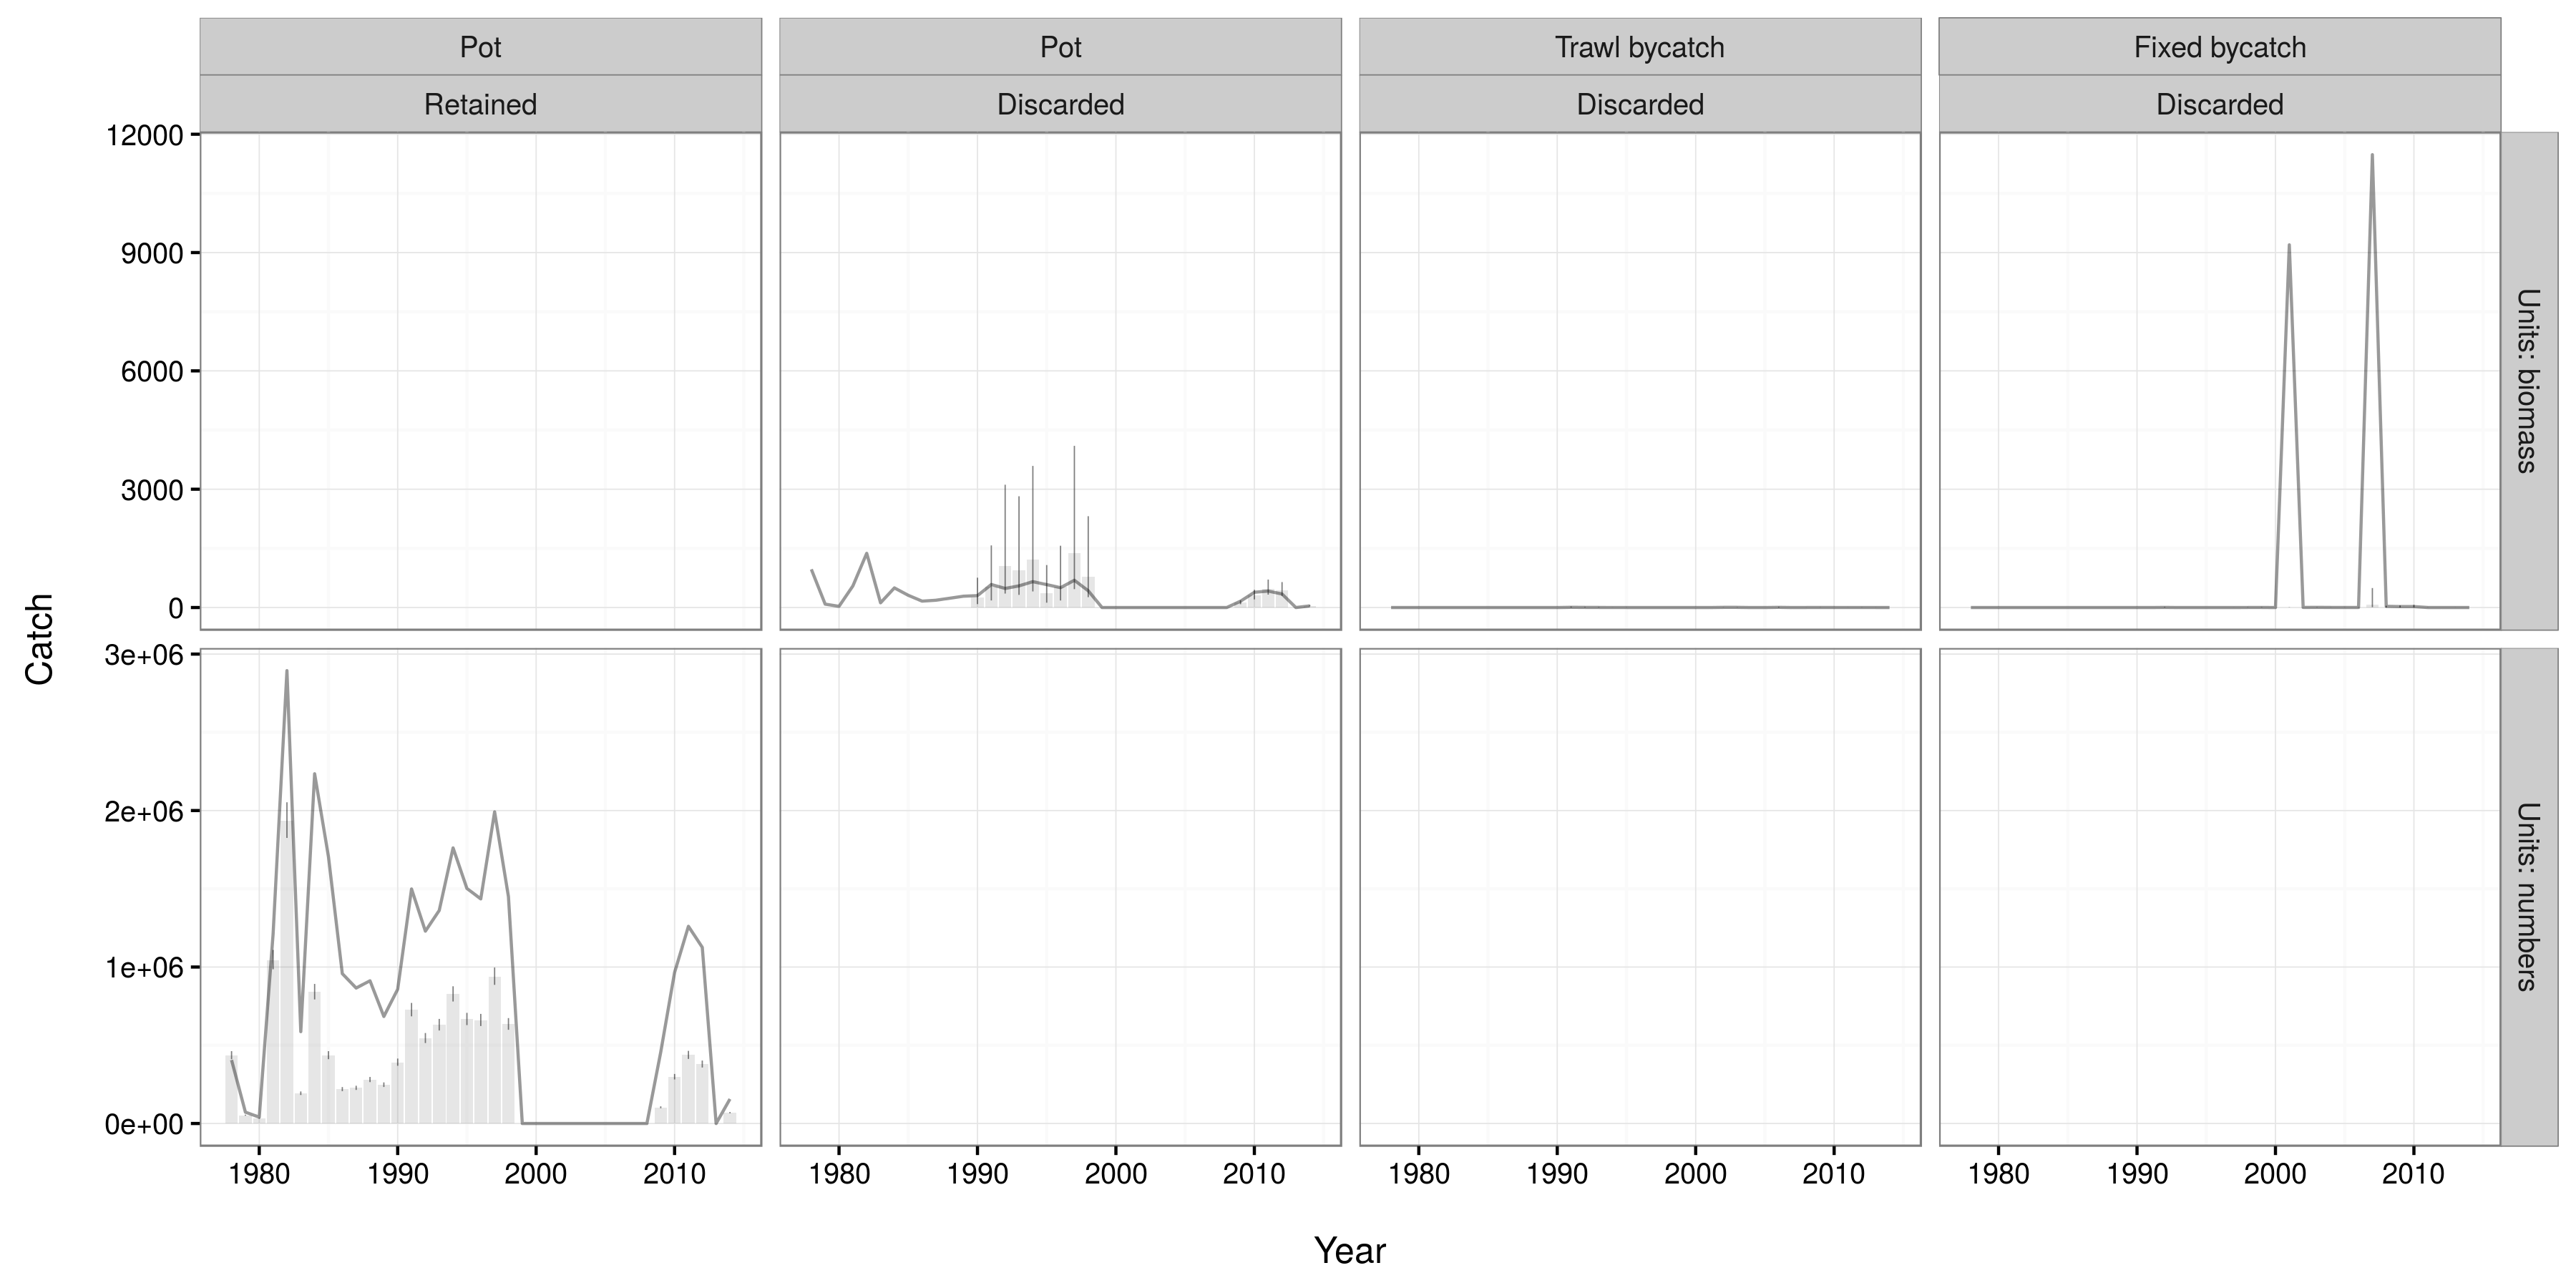 Pot
Pot
Trawl bycatch
Fixed bycatch
Retained
Discarded
Discarded
Discarded
12000
9000
6000
3000
0
Units: biomass
Catch
3e+06
2e+06
1e+06
0e+00
Units: numbers
1980 1990 2000 2010
1980 1990 2000 2010
1980 1990 2000 2010
1980 1990 2000 2010
Year